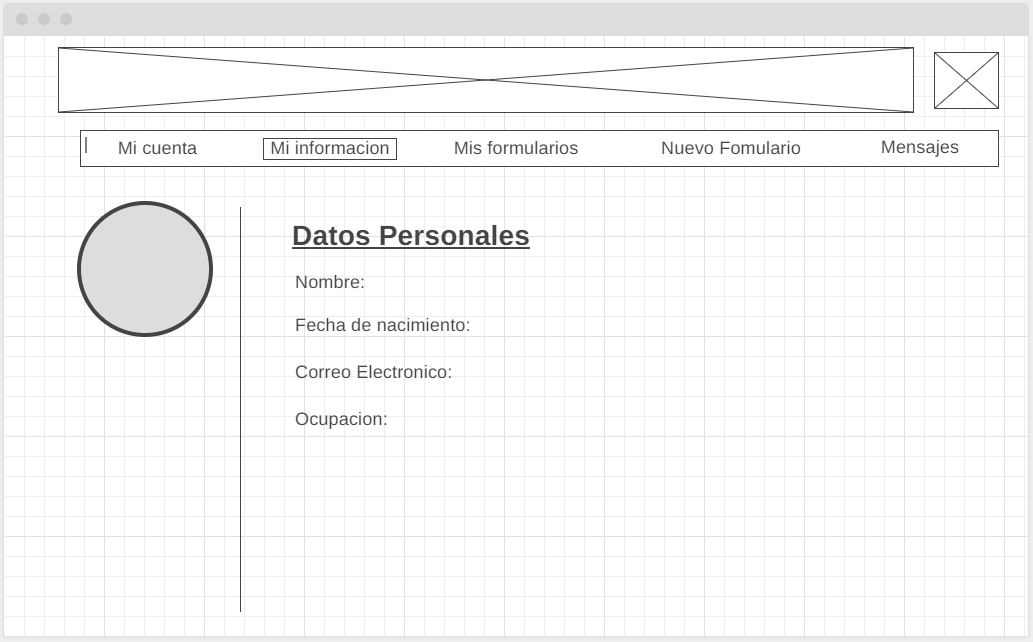 Mi cuenta Mi informacion Mis formularios Nuevo Fomulario Mensajes
Datos Personales
Nombre:
Fecha de nacimiento:
Correo Electronico:
Ocupacion: